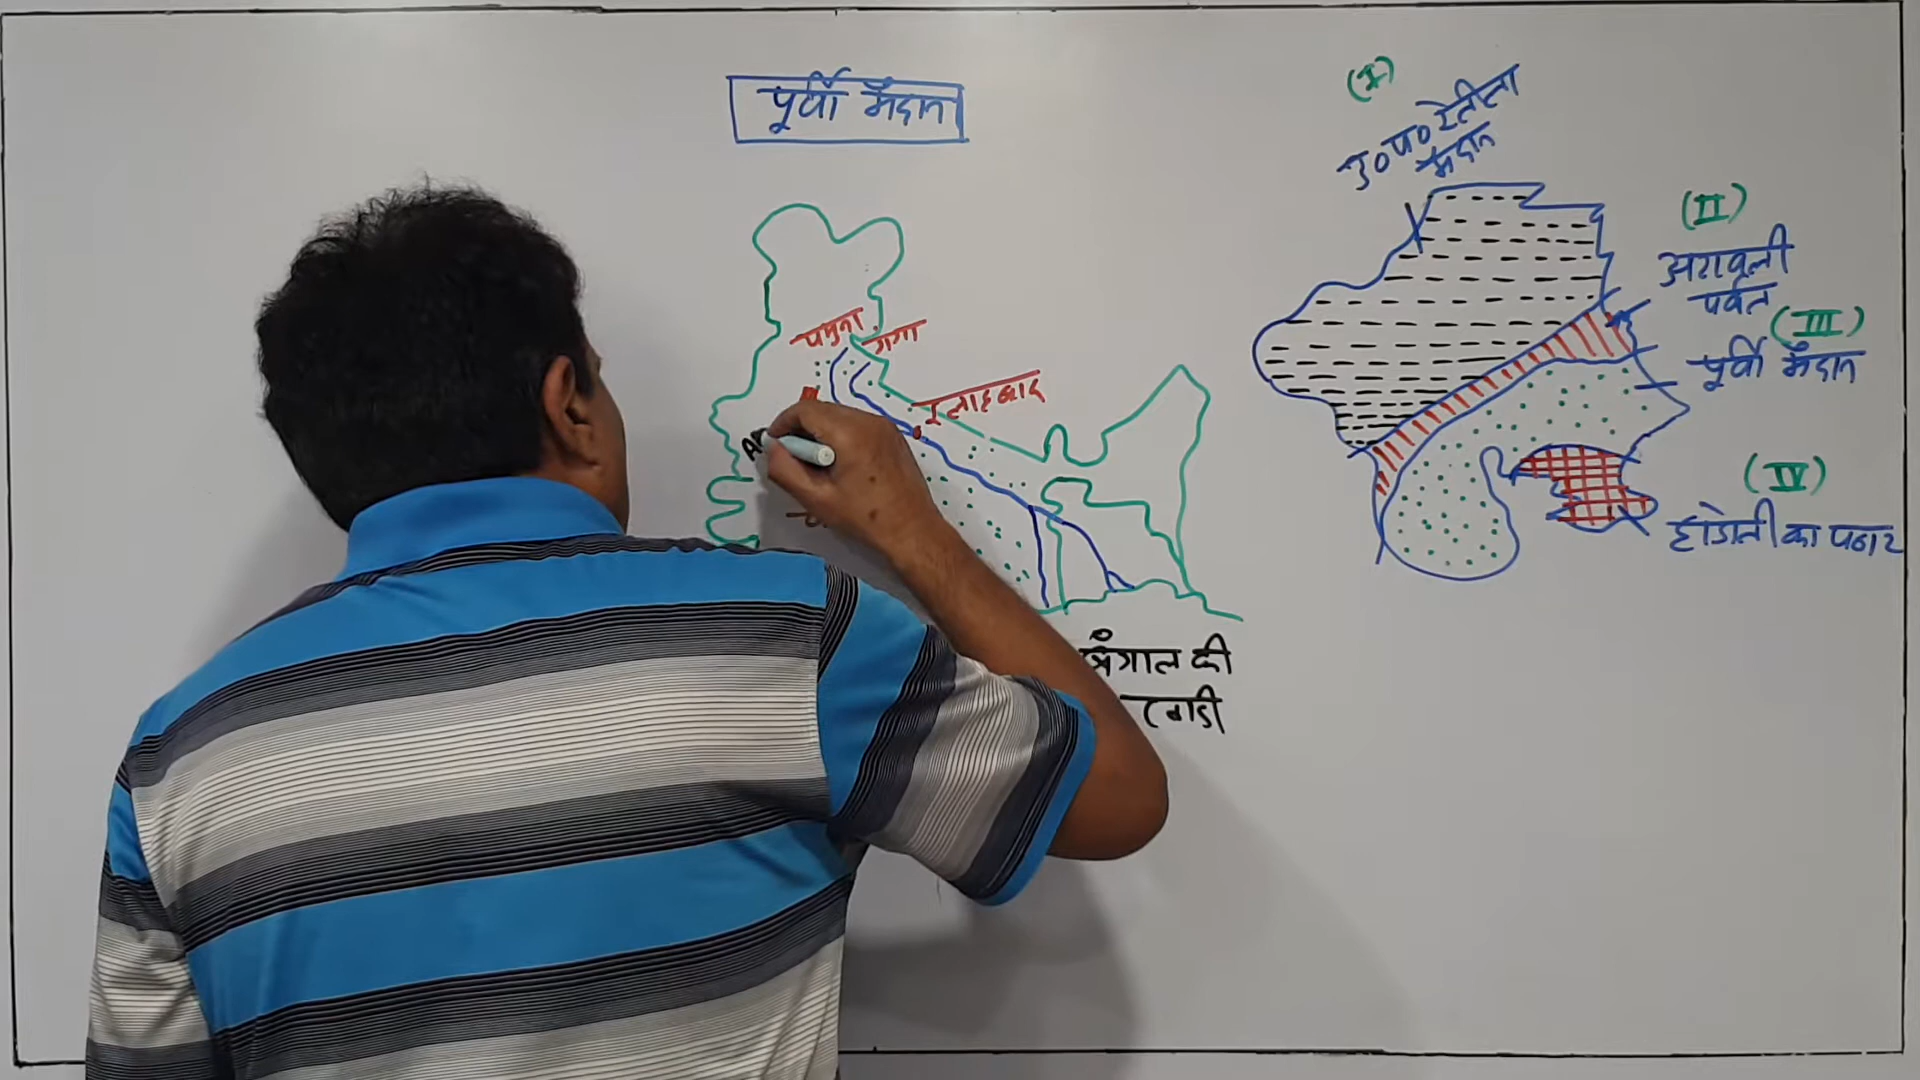 पूर्वी मैदान
यमुना
गंगा
इलाहबाद
बंगाल की
खाड़ी
(I)
उ०प० रेतीला
मैदान
(II)
अरावली
पर्वत
(III)
पूर्वी मैदान
(IV)
हाडोती का पठार